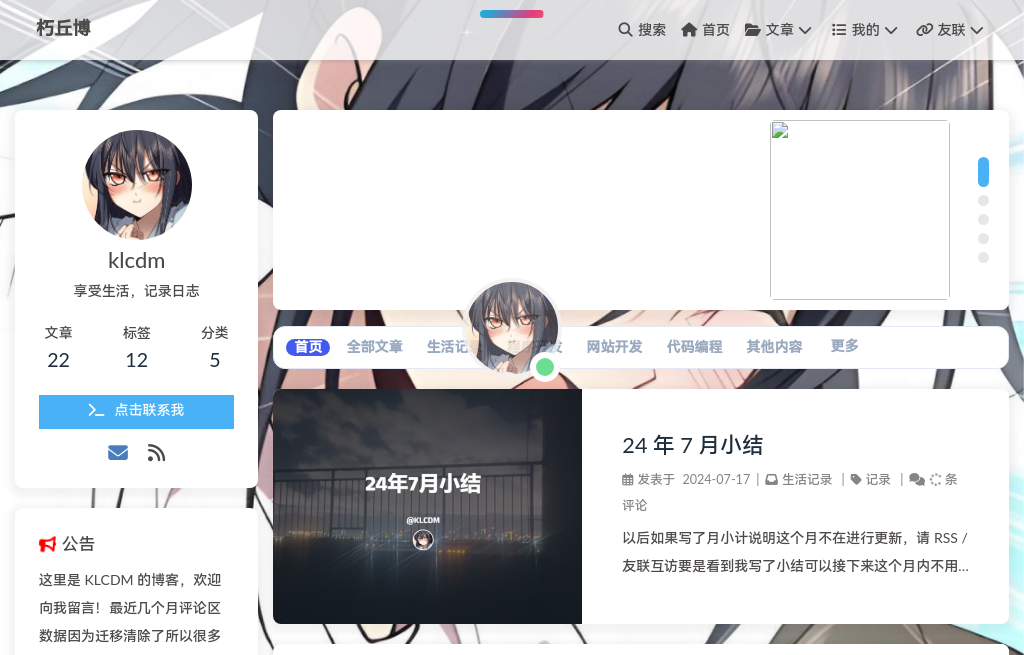 朽丘博
搜索 首页 文章 我的 友联
klcdm
享受生活，记录日志
文章 标签 分类
22 12 5
点击联系我
公告
这里是 KLCDM 的博客，欢迎
向我留言！最近几个月评论区
数据因为迁移清除了所以很多
首页 全部文章 生活记 网站开发 代码编程 其他内容 更多
24年7月小结
@KLCDM
24 年 7 月小结
发表于 2024-07-17 | 生活记录 | 记录 | 条
评论
以后如果写了月小计说明这个月不在进行更新，请 RSS /
友联互访要是看到我写了小结可以接下来这个月内不用...